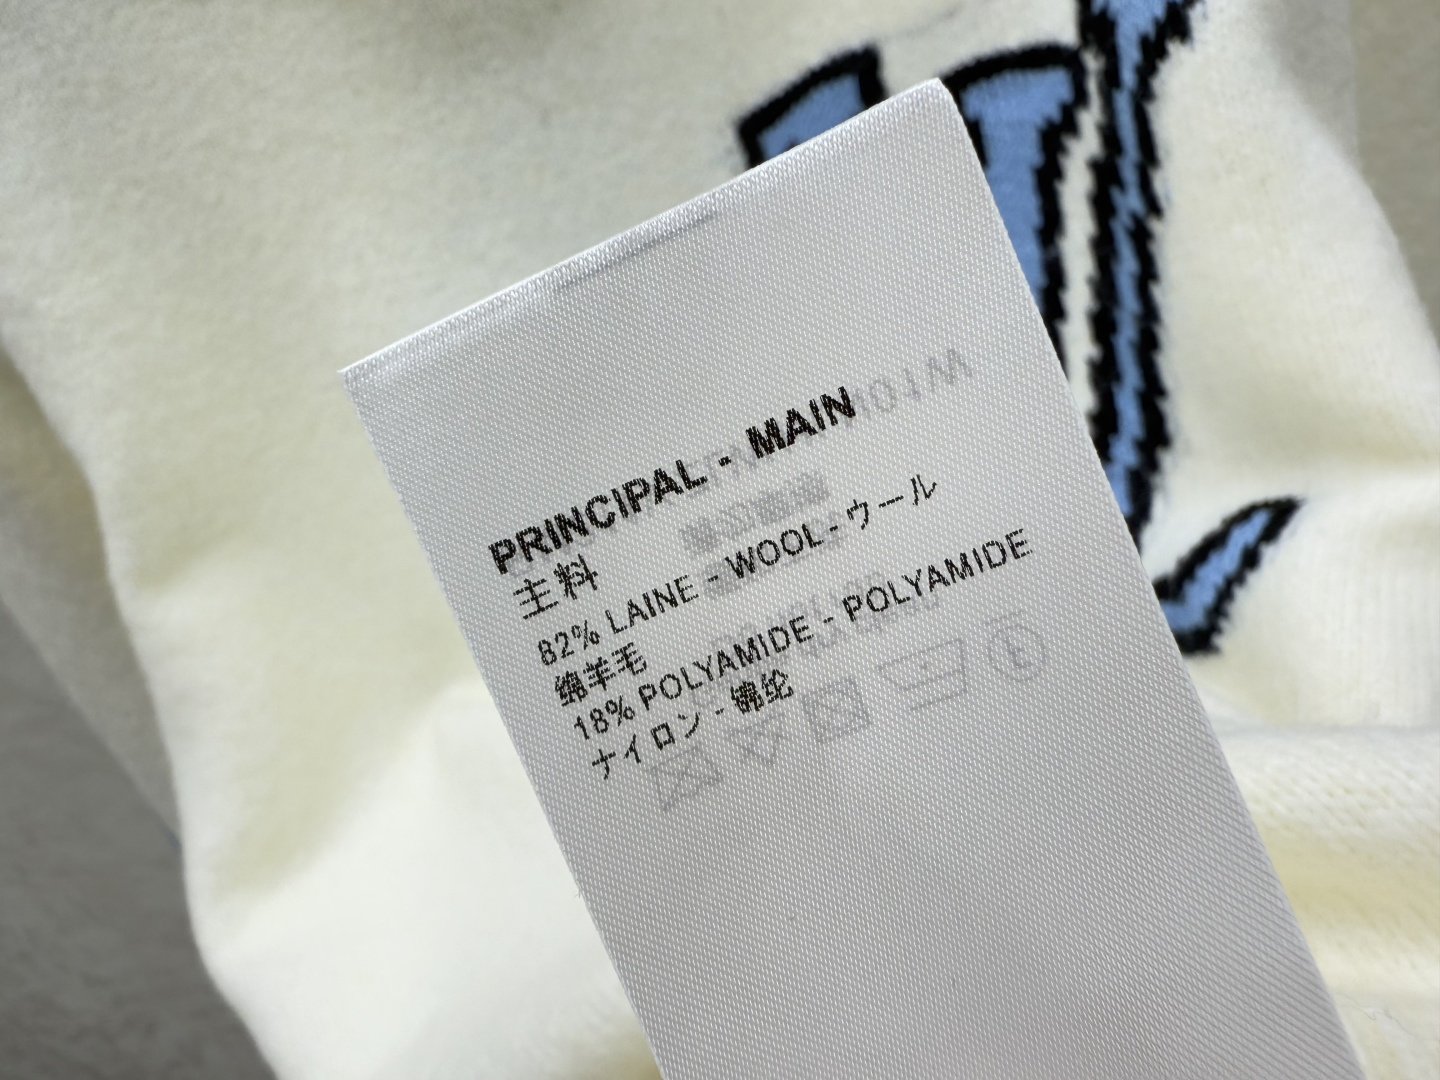 PRINCIPAL - MAIN
主料
82% LAINE - WOOL - ウール
绵羊毛
18% POLYAMIDE - POLYAMIDE
ナイロン - 锦纶